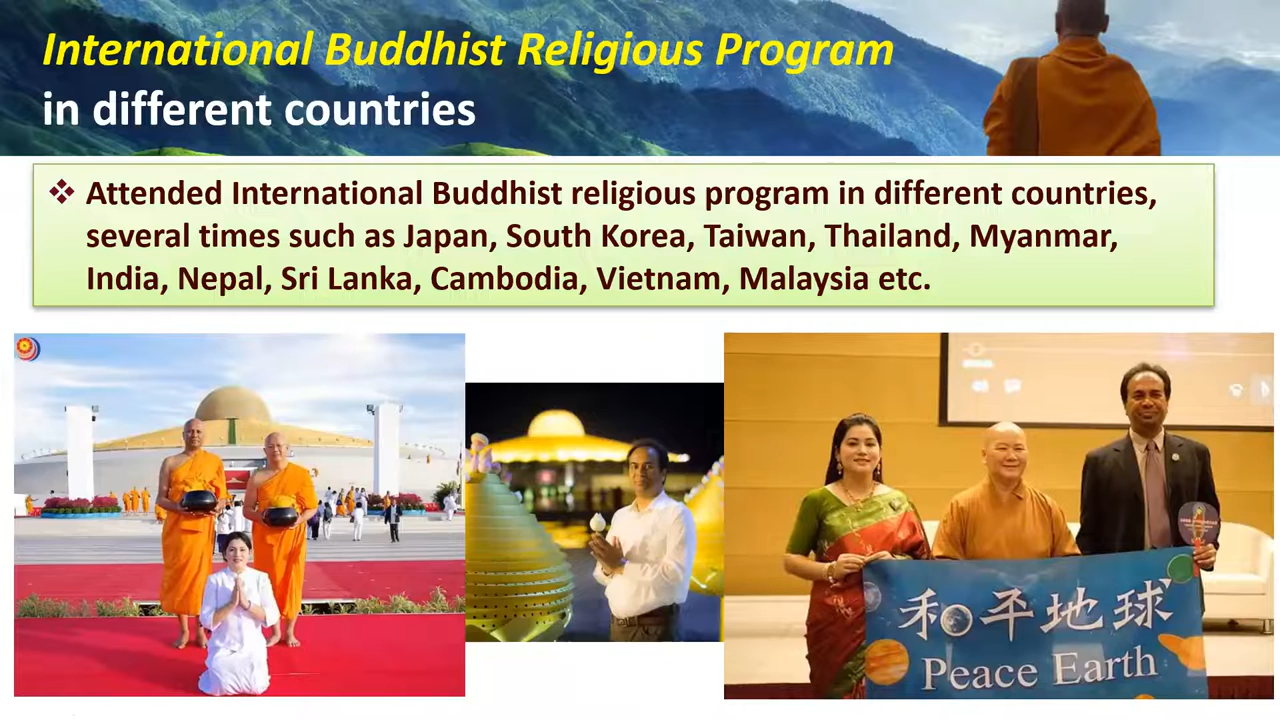 International Buddhist Religious Program
in different countries
❖ Attended International Buddhist religious program in different countries,
several times such as Japan, South Korea, Taiwan, Thailand, Myanmar,
India, Nepal, Sri Lanka, Cambodia, Vietnam, Malaysia etc.
和平地球
Peace Earth